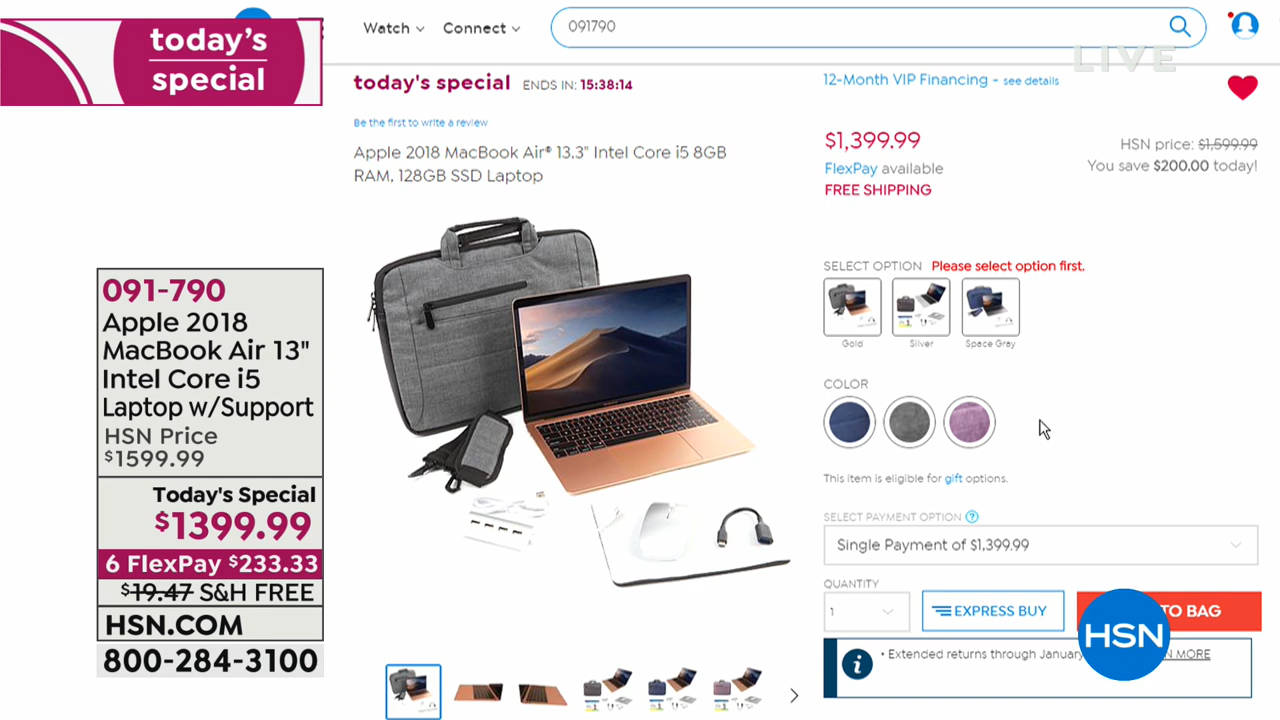 today's
special
Watch
Connect
091790
LIVE
today's special ENDS IN: 15:38:14
Be the first to write a review
Apple 2018 MacBook Air® 13.3" Intel Core i5 8GB
RAM, 128GB SSD Laptop
12-Month VIP Financing - see details
$1,399.99
HSN price: $1,599.99
FlexPay available
You save $200.00 today!
FREE SHIPPING
SELECT OPTION Please select option first.
Gold
Silver
Space Gray
COLOR
This item is eligible for gift options.
SELECT PAYMENT OPTION ?
Single Payment of $1,399.99
QUANTITY
1
EXPRESS BUY
TO BAG
HSN
i
• Extended returns through January
MORE
091-790
Apple 2018
MacBook Air 13"
Intel Core i5
Laptop w/Support
HSN Price
$1599.99
Today's Special
$1399.99
6 FlexPay $233.33
$19.47 S&H FREE
HSN.COM
800-284-3100